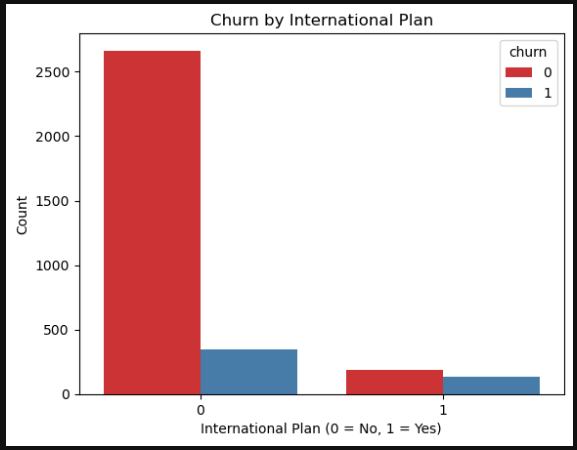 Churn by International Plan
churn
0
1
2500
2000
1500
1000
500
0
Count
0 1
International Plan (0 = No, 1 = Yes)